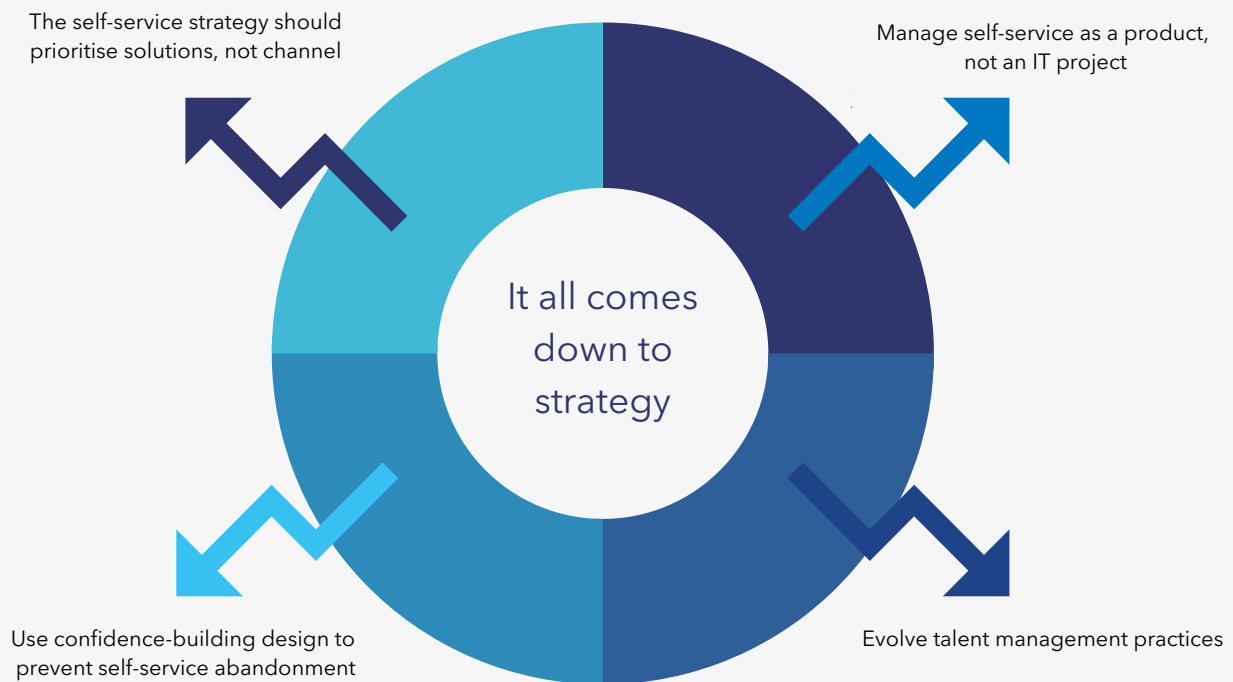 The self-service strategy should
prioritise solutions, not channel
Manage self-service as a product,
not an IT project
It all comes
down to
strategy
Use confidence-building design to
prevent self-service abandonment
Evolve talent management practices